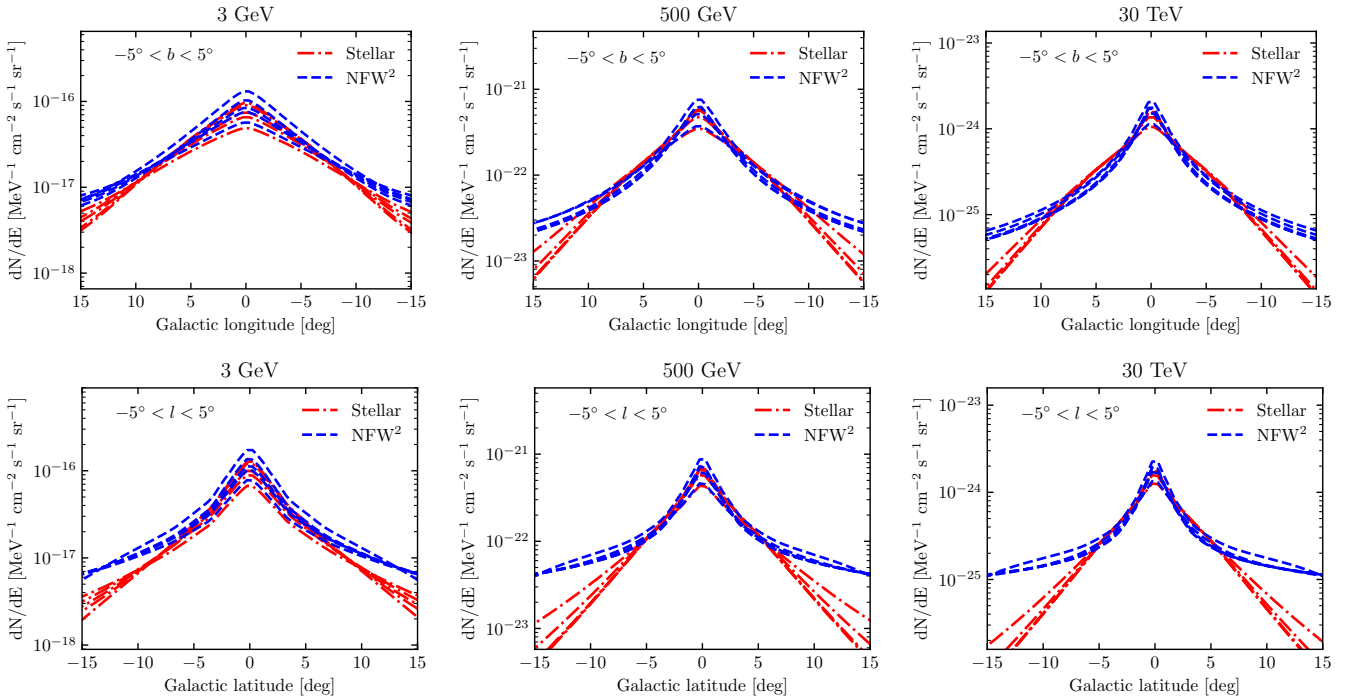 3 GeV
500 GeV
30 TeV
dN/dE [MeV⁻¹ cm⁻² s⁻¹ sr⁻¹]
10⁻¹⁶
10⁻¹⁷
10⁻¹⁸
−5° < b < 5°
Stellar
NFW²
15 10 5 0 −5 −10 −15
Galactic longitude [deg]
dN/dE [MeV⁻¹ cm⁻² s⁻¹ sr⁻¹]
10⁻²¹
10⁻²²
10⁻²³
−5° < b < 5°
Stellar
NFW²
15 10 5 0 −5 −10 −15
Galactic longitude [deg]
dN/dE [MeV⁻¹ cm⁻² s⁻¹ sr⁻¹]
10⁻²³
10⁻²⁴
10⁻²⁵
−5° < b < 5°
Stellar
NFW²
15 10 5 0 −5 −10 −15
Galactic longitude [deg]
3 GeV
500 GeV
30 TeV
dN/dE [MeV⁻¹ cm⁻² s⁻¹ sr⁻¹]
10⁻¹⁶
10⁻¹⁷
10⁻¹⁸
−5° < l < 5°
Stellar
NFW²
−15 −10 −5 0 5 10 15
Galactic latitude [deg]
dN/dE [MeV⁻¹ cm⁻² s⁻¹ sr⁻¹]
10⁻²¹
10⁻²²
10⁻²³
−5° < l < 5°
Stellar
NFW²
−15 −10 −5 0 5 10 15
Galactic latitude [deg]
dN/dE [MeV⁻¹ cm⁻² s⁻¹ sr⁻¹]
10⁻²³
10⁻²⁴
10⁻²⁵
−5° < l < 5°
Stellar
NFW²
−15 −10 −5 0 5 10 15
Galactic latitude [deg]